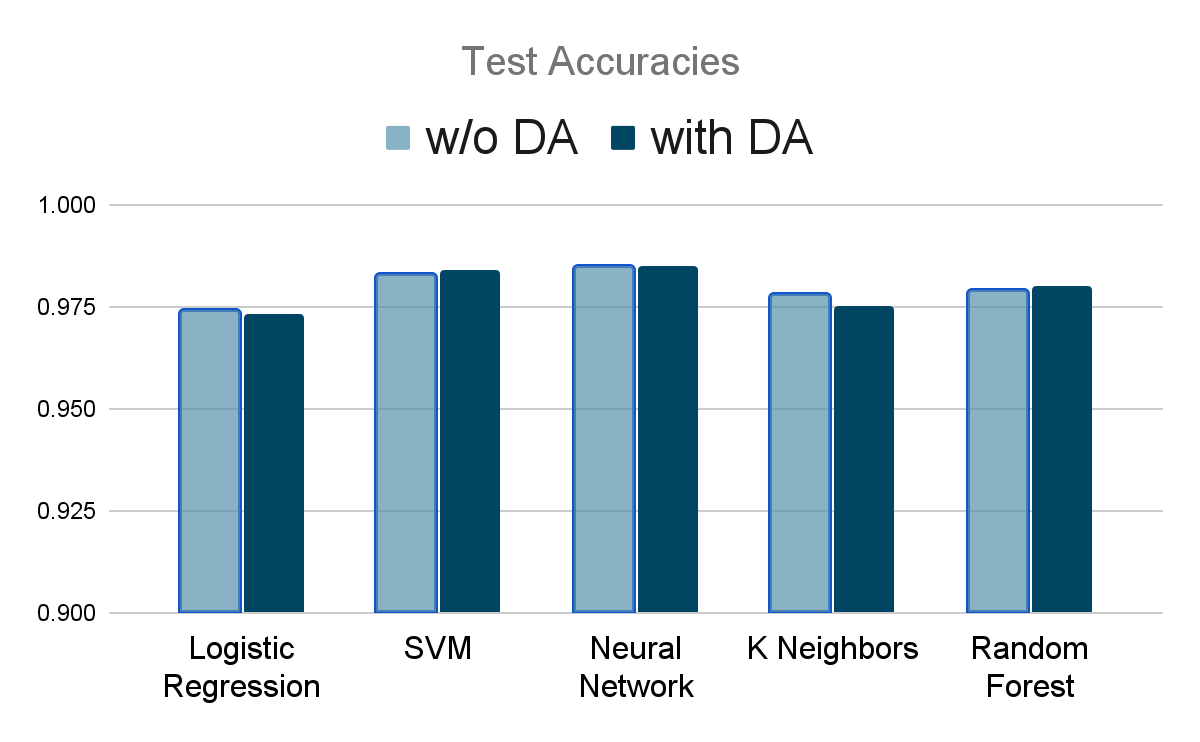 Test Accuracies
w/o DA with DA
1.000
0.975
0.950
0.925
0.900
Logistic
Regression
SVM
Neural
Network
K Neighbors
Random
Forest